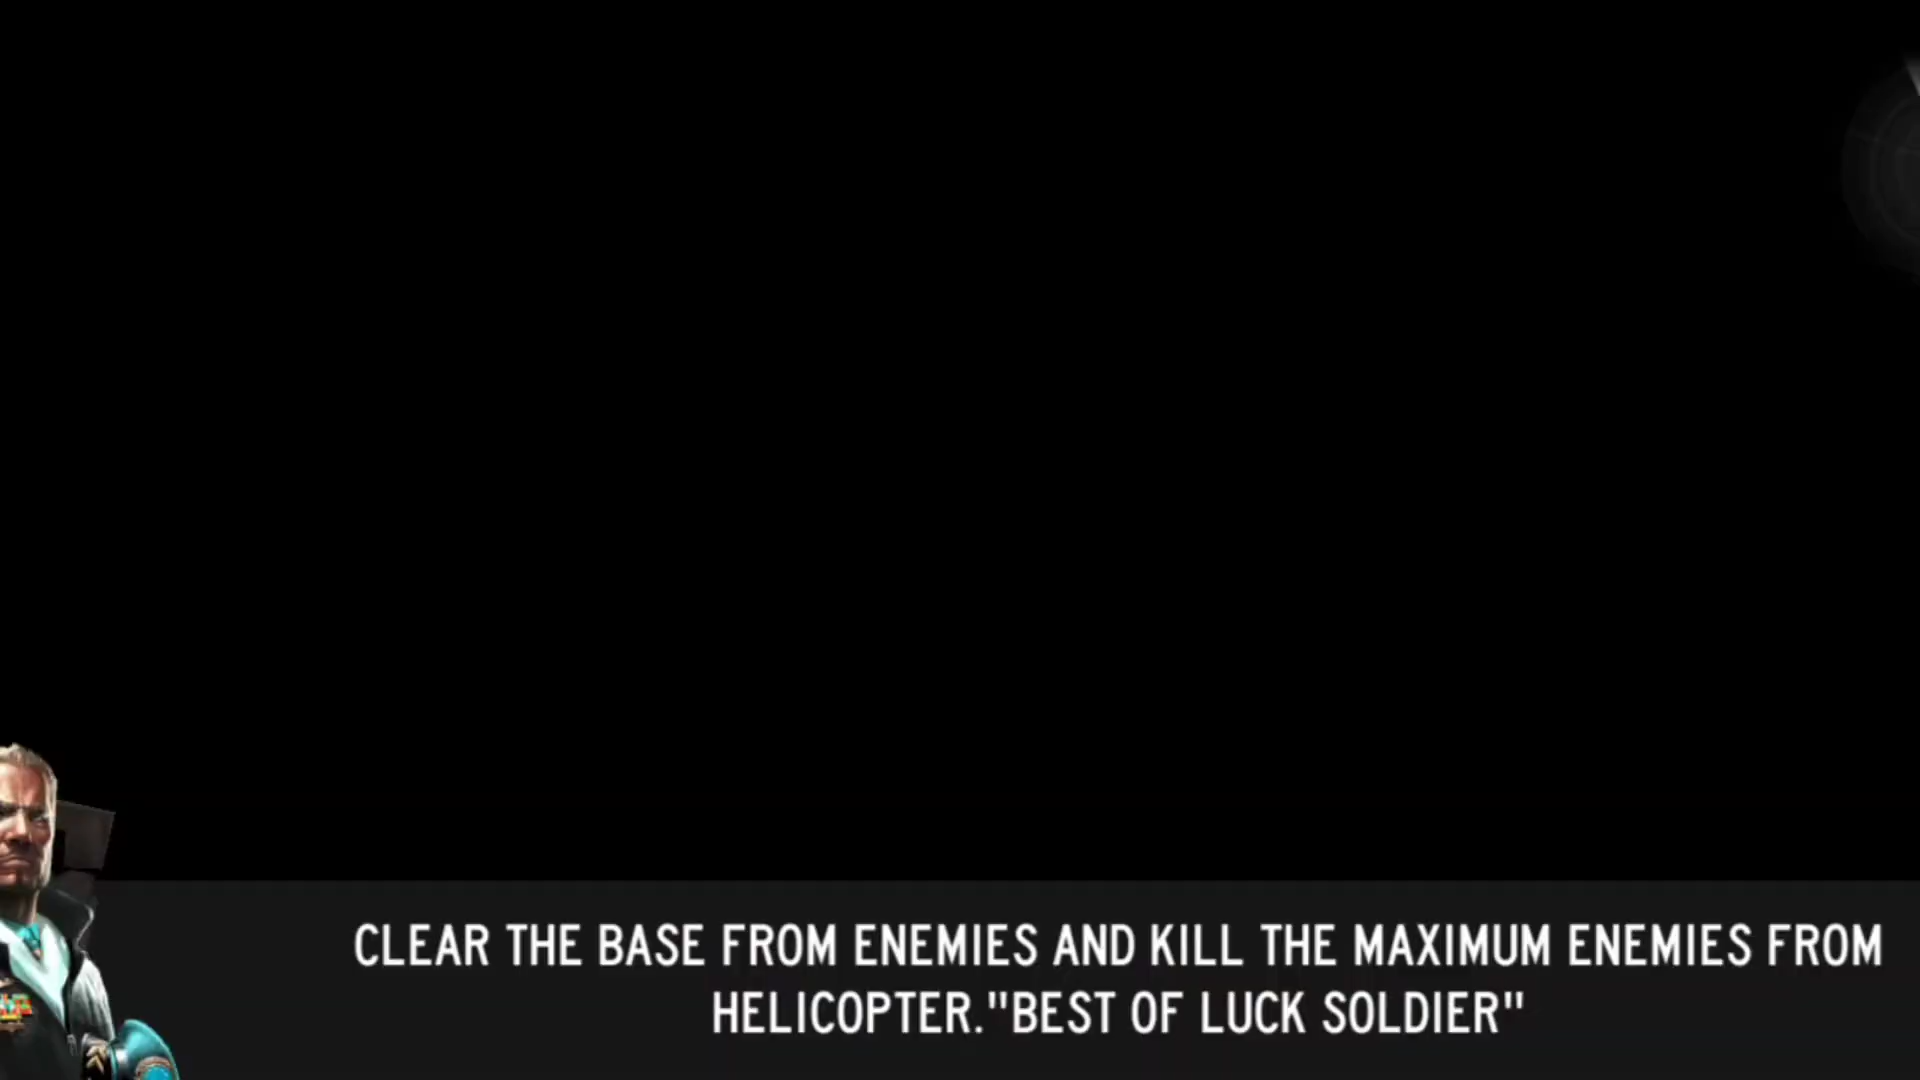 CLEAR THE BASE FROM ENEMIES AND KILL THE MAXIMUM ENEMIES FROM
HELICOPTER."BEST OF LUCK SOLDIER"